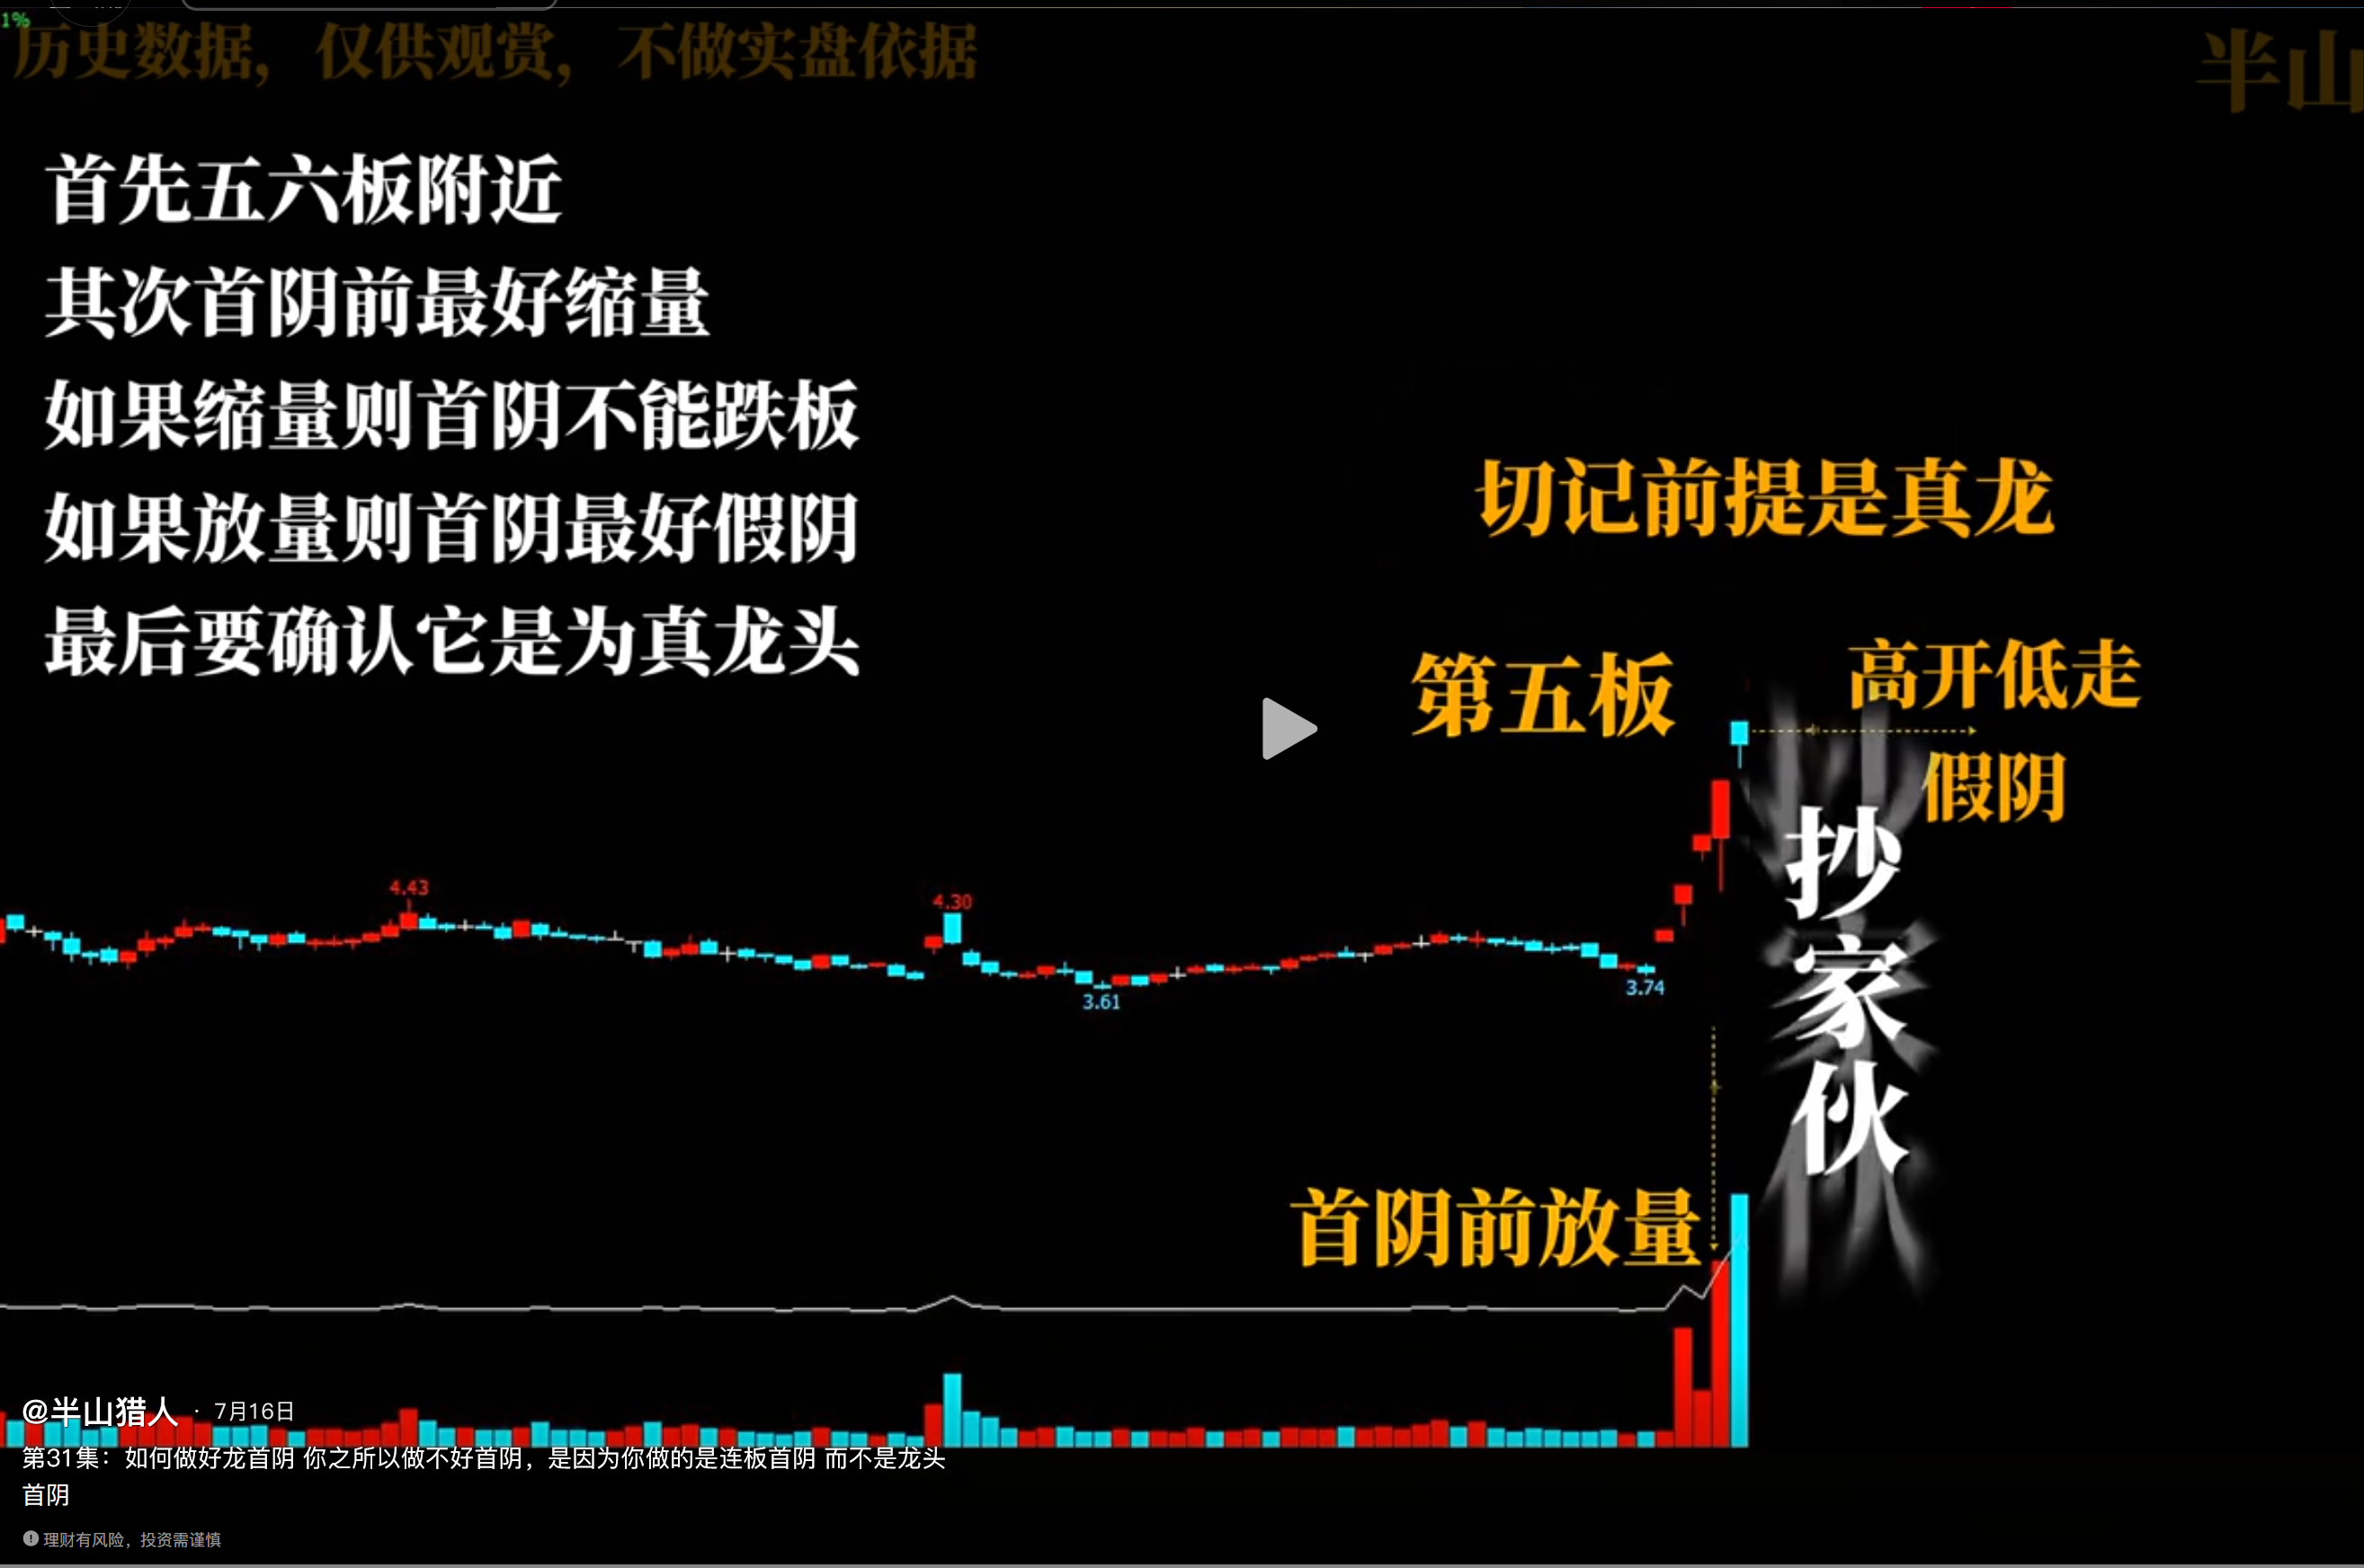 1%
历史数据，仅供观赏，不做实盘依据
半山
首先五六板附近
其次首阴前最好缩量
如果缩量则首阴不能跌板
如果放量则首阴最好假阴
最后要确认它是为真龙头
切记前提是真龙
第五板
高开低走
假阴
抄家伙
4.43
4.30
3.61
3.74
首阴前放量
@半山猎人 · 7月16日
第31集：如何做好龙首阴 你之所以做不好首阴，是因为你做的是连板首阴 而不是龙头
首阴
理财有风险，投资需谨慎